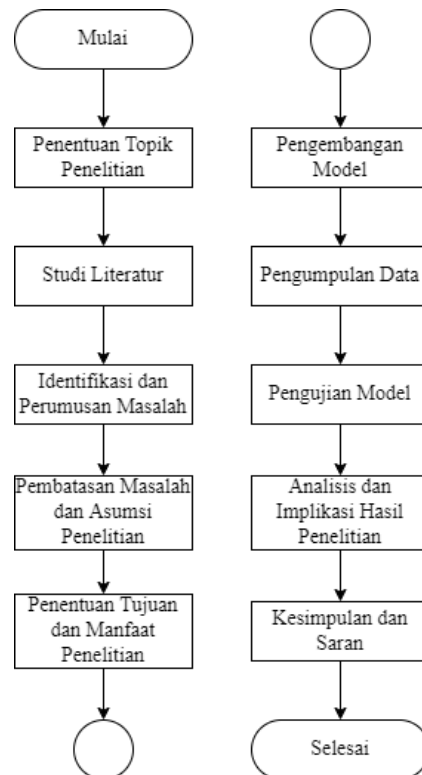 Mulai
Penentuan Topik
Penelitian
Studi Literatur
Identifikasi dan
Perumusan Masalah
Pembatasan Masalah
dan Asumsi
Penelitian
Penentuan Tujuan
dan Manfaat
Penelitian
Pengembangan
Model
Pengumpulan Data
Pengujian Model
Analisis dan
Implikasi Hasil
Penelitian
Kesimpulan dan
Saran
Selesai